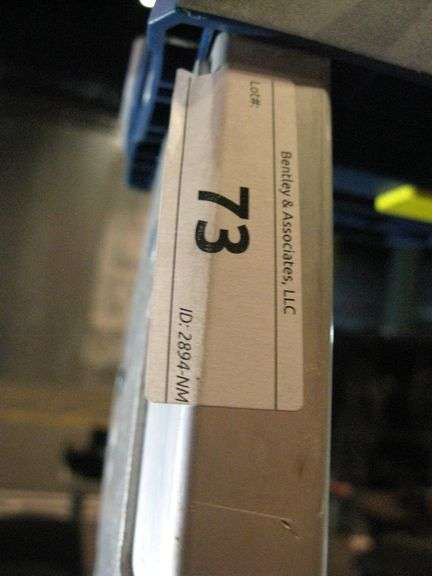 Bentley & Associates, LLC
Lot#:
73
ID: 2894-NM